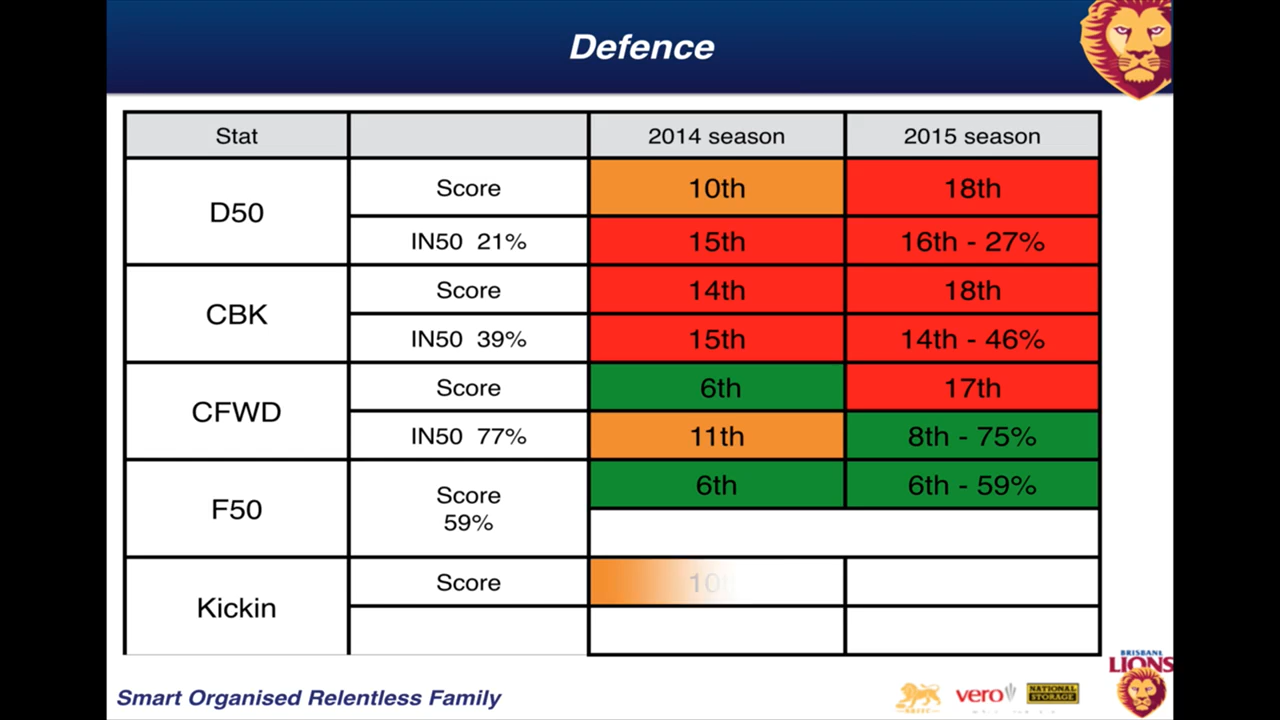 Defence
Stat 2014 season 2015 season
D50 Score 10th 18th
IN50 21% 15th 16th - 27%
CBK Score 14th 18th
IN50 39% 15th 14th - 46%
CFWD Score 6th 17th
IN50 77% 11th 8th - 75%
F50 Score 6th 6th - 59%
59%
Kickin Score 10
Smart Organised Relentless Family
vero
NATIONAL
STORAGE
BRISBANE
LIONS